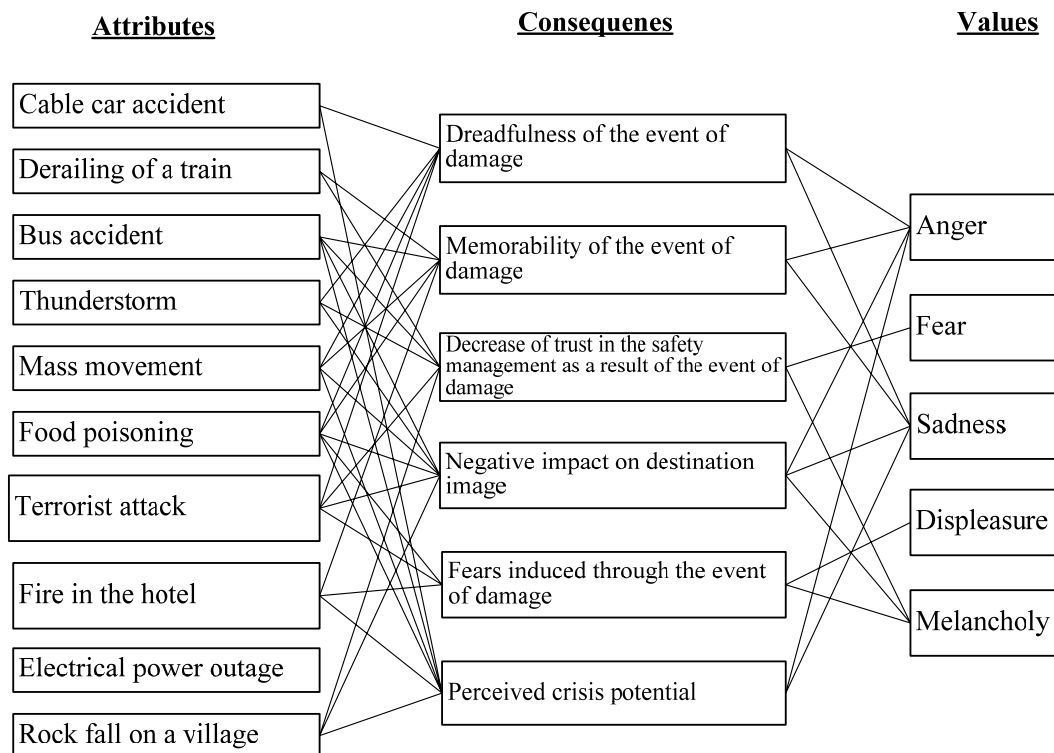 Attributes
Consequenes
Values
Cable car accident
Derailing of a train
Bus accident
Thunderstorm
Mass movement
Food poisoning
Terrorist attack
Fire in the hotel
Electrical power outage
Rock fall on a village
Dreadfulness of the event of
damage
Memorability of the event of
damage
Decrease of trust in the safety
management as a result of the event of
damage
Negative impact on destination
image
Fears induced through the event
of damage
Perceived crisis potential
Anger
Fear
Sadness
Displeasure
Melancholy